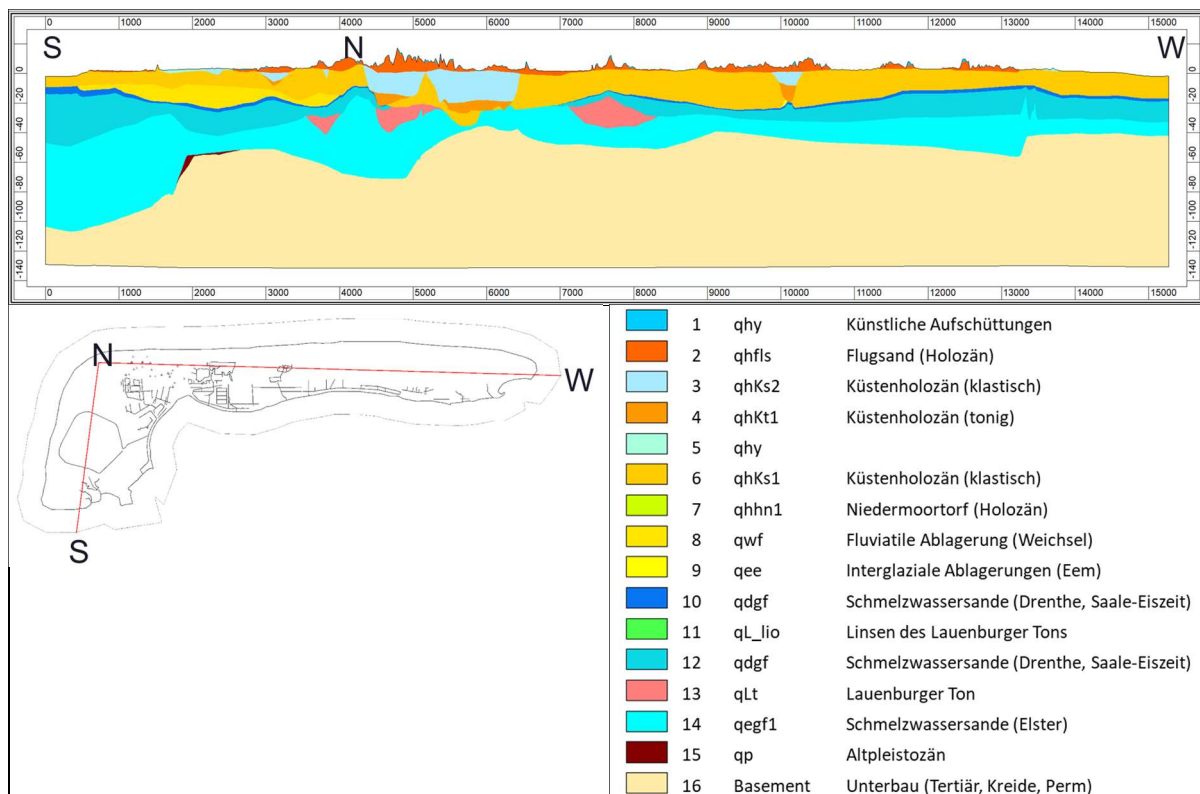 0 1000 2000 3000 4000 5000 6000 7000 8000 9000 10000 11000 12000 13000 14000 15000
S N W
0 0
-20 -20
-40 -40
-60 -60
-80 -80
-100 -100
-120 -120
-140 -140
0 1000 2000 3000 4000 5000 6000 7000 8000 9000 10000 11000 12000 13000 14000 15000
N
W
S
1 qhy Künstliche Aufschüttungen
2 qhfls Flugsand (Holozän)
3 qhKs2 Küstenholozän (klastisch)
4 qhKt1 Küstenholozän (tonig)
5 qhy
6 qhKs1 Küstenholozän (klastisch)
7 qhhn1 Niedermoortorf (Holozän)
8 qwf Fluviatile Ablagerung (Weichsel)
9 qee Interglaziale Ablagerungen (Eem)
10 qdgf Schmelzwassersande (Drenthe, Saale-Eiszeit)
11 qL_lio Linsen des Lauenburger Tons
12 qdgf Schmelzwassersande (Drenthe, Saale-Eiszeit)
13 qLt Lauenburger Ton
14 qegf1 Schmelzwassersande (Elster)
15 qp Altpleistozän
16 Basement Unterbau (Tertiär, Kreide, Perm)